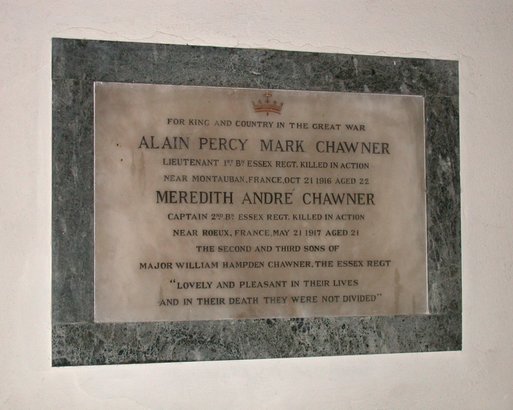 FOR KING AND COUNTRY IN THE GREAT WAR
ALAIN PERCY MARK CHAWNER
LIEUTENANT 1ST BN ESSEX REGT. KILLED IN ACTION
NEAR MONTAUBAN, FRANCE, OCT 21 1916 AGED 22
MEREDITH ANDRÉ CHAWNER
CAPTAIN 2ND BN ESSEX REGT. KILLED IN ACTION
NEAR ROEUX, FRANCE, MAY 21 1917 AGED 21
THE SECOND AND THIRD SONS OF
MAJOR WILLIAM HAMPDEN CHAWNER. THE ESSEX REGT
"LOVELY AND PLEASANT IN THEIR LIVES
AND IN THEIR DEATH THEY WERE NOT DIVIDED"